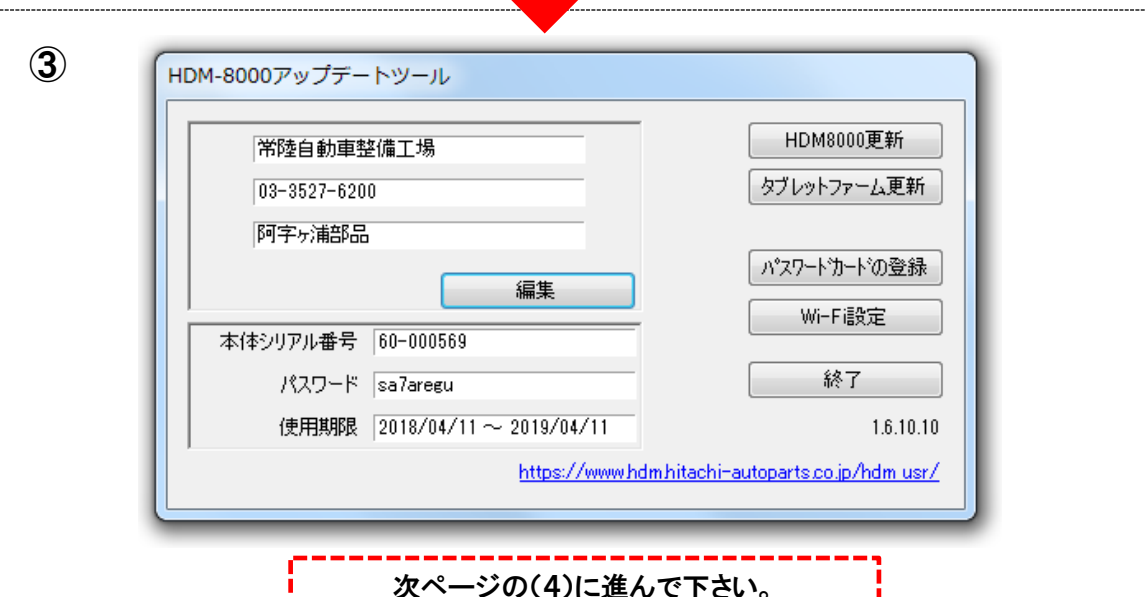 ③
HDM-8000アップデートツール
常陸自動車整備工場
03-3527-6200
阿字ヶ浦部品
編集
本体シリアル番号 60-000569
パスワード sa7aregu
使用期限 2018/04/11 ～ 2019/04/11
HDM8000更新
タブレットファーム更新
パスワードカードの登録
Wi-Fi設定
終了
1.6.10.10
https://www.hdm.hitachi-autoparts.co.jp/hdm_usr/
次ページの(4)に進んで下さい。